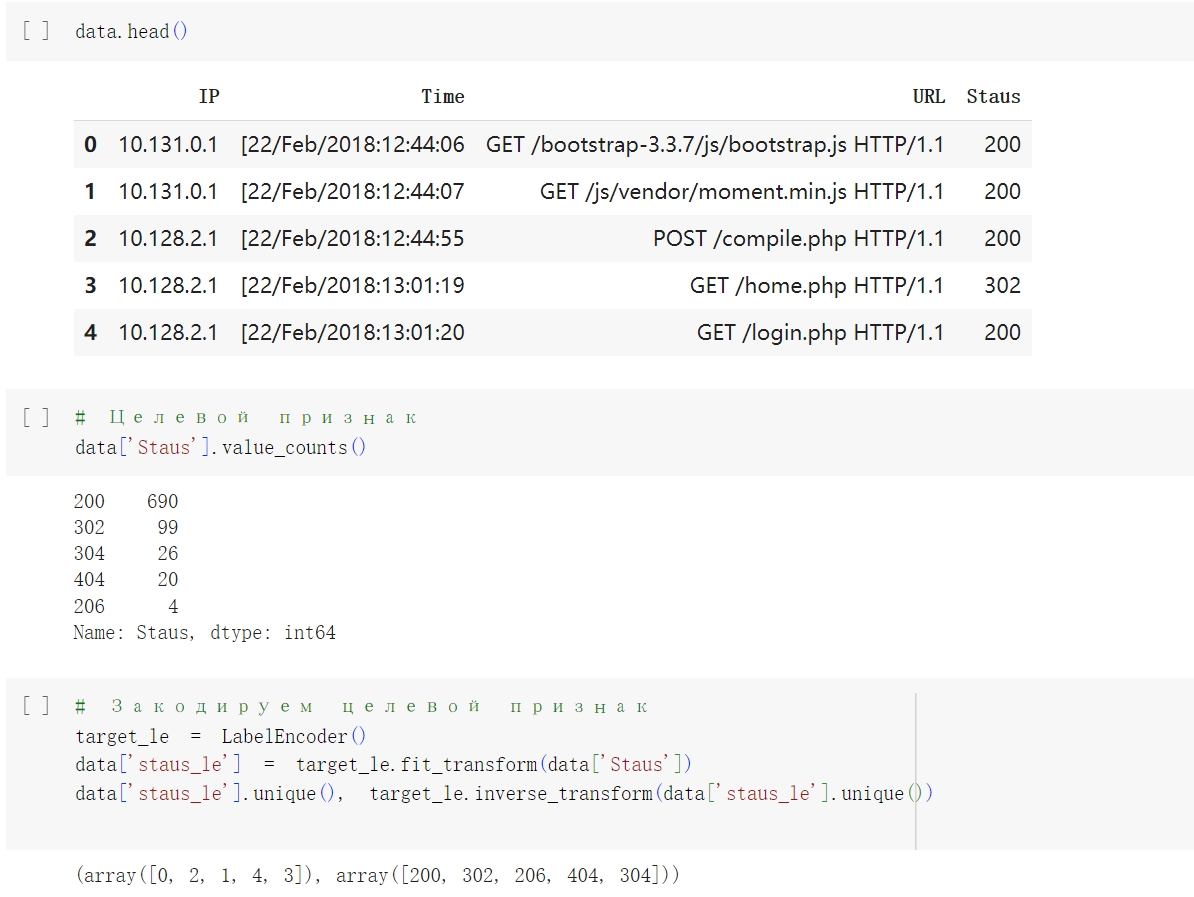 [ ] data.head()
IP Time URL Staus
0 10.131.0.1 [22/Feb/2018:12:44:06 GET /bootstrap-3.3.7/js/bootstrap.js HTTP/1.1 200
1 10.131.0.1 [22/Feb/2018:12:44:07 GET /js/vendor/moment.min.js HTTP/1.1 200
2 10.128.2.1 [22/Feb/2018:12:44:55 POST /compile.php HTTP/1.1 200
3 10.128.2.1 [22/Feb/2018:13:01:19 GET /home.php HTTP/1.1 302
4 10.128.2.1 [22/Feb/2018:13:01:20 GET /login.php HTTP/1.1 200
[ ] # Целевой признак
data['Staus'].value_counts()
200 690
302 99
304 26
404 20
206 4
Name: Staus, dtype: int64
[ ] # Закодируем целевой признак
target_le = LabelEncoder()
data['staus_le'] = target_le.fit_transform(data['Staus'])
data['staus_le'].unique(), target_le.inverse_transform(data['staus_le'].unique())
(array([0, 2, 1, 4, 3]), array([200, 302, 206, 404, 304]))